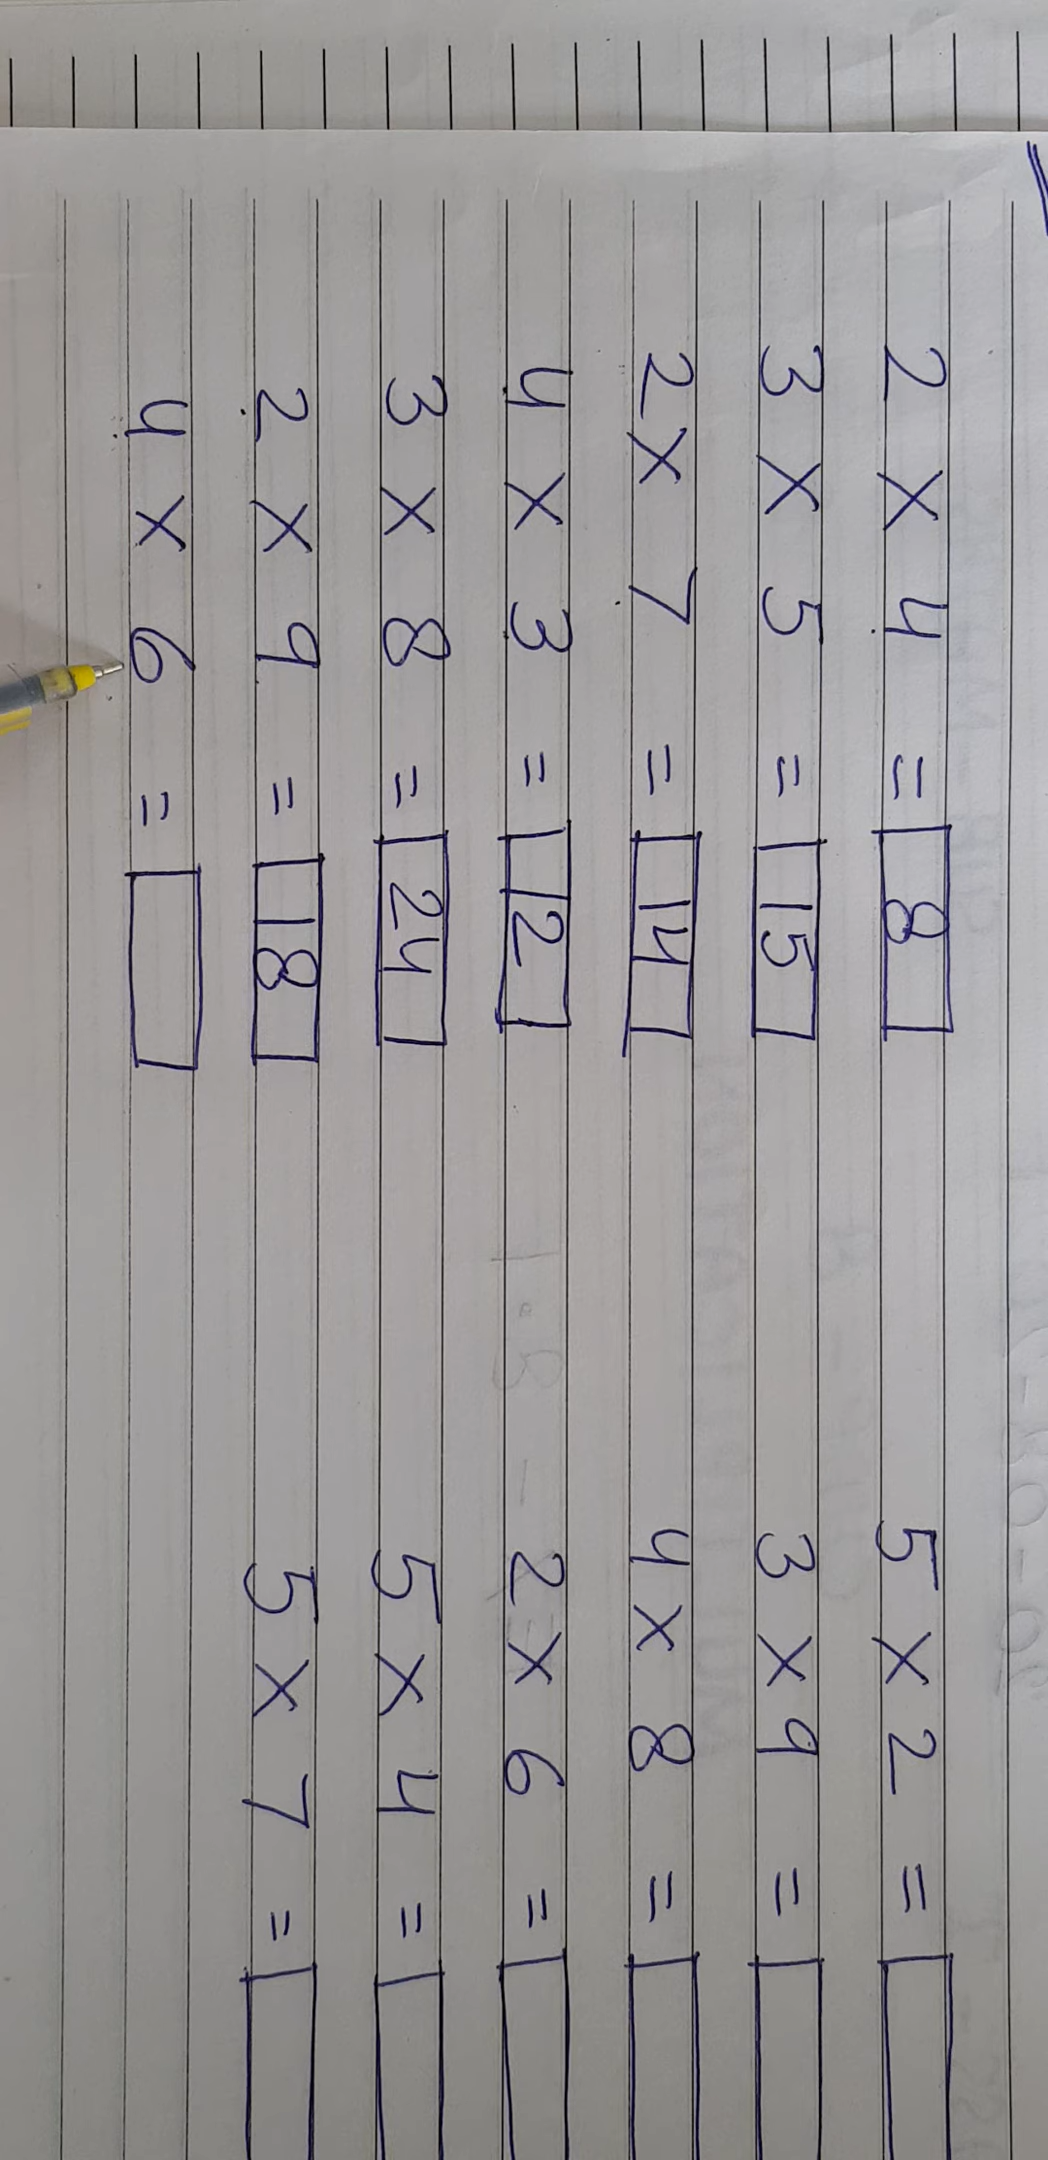 2 x 4 = 8 5 x 2 =
3 x 5 = 15 3 x 9 =
2 x 7 = 14 4 x 8 =
4 x 3 = 12 2 x 6 =
3 x 8 = 24 5 x 4 =
2 x 9 = 18 5 x 7 =
4 x 6 =